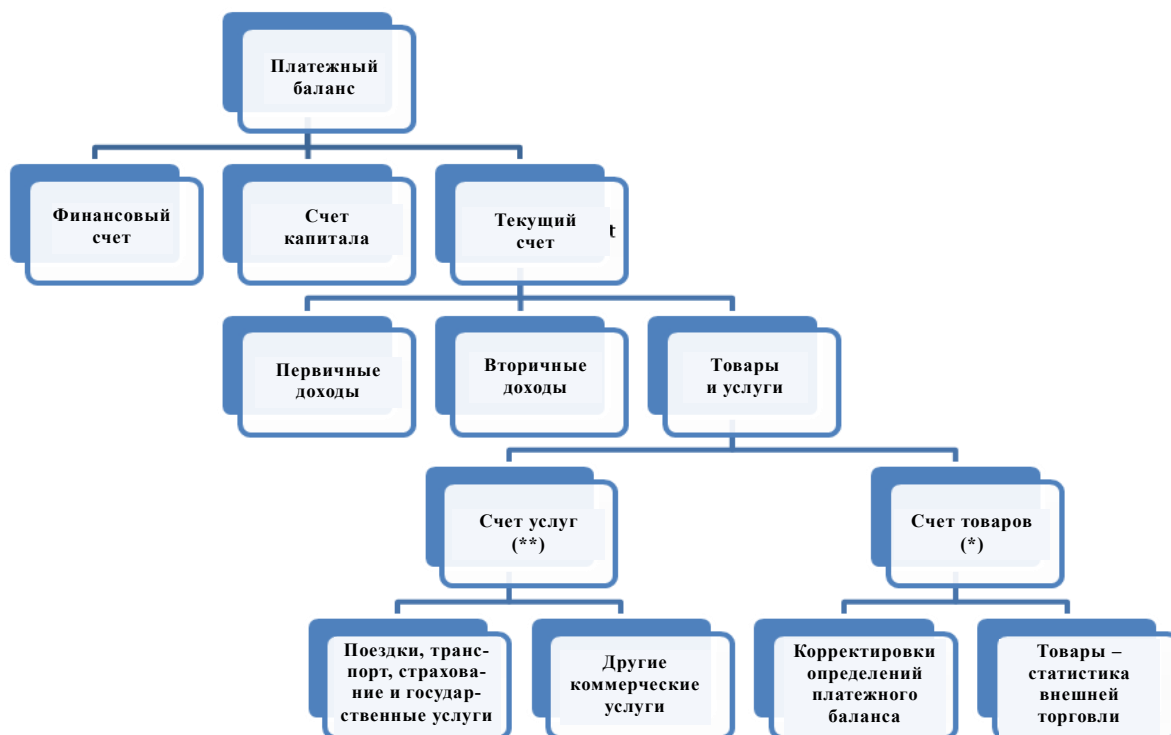 Платежный
баланс
Финансовый
счет
Счет
капитала
Текущий
счет
t
Первичные
доходы
Вторичные
доходы
Товары
и услуги
Счет услуг
(**)
Счет товаров
(*)
Поездки, транс-
порт, страхова-
ние и государ-
ственные услуги
Другие
коммерческие
услуги
Корректировки
определений
платежного
баланса
Товары –
статистика
внешней
торговли